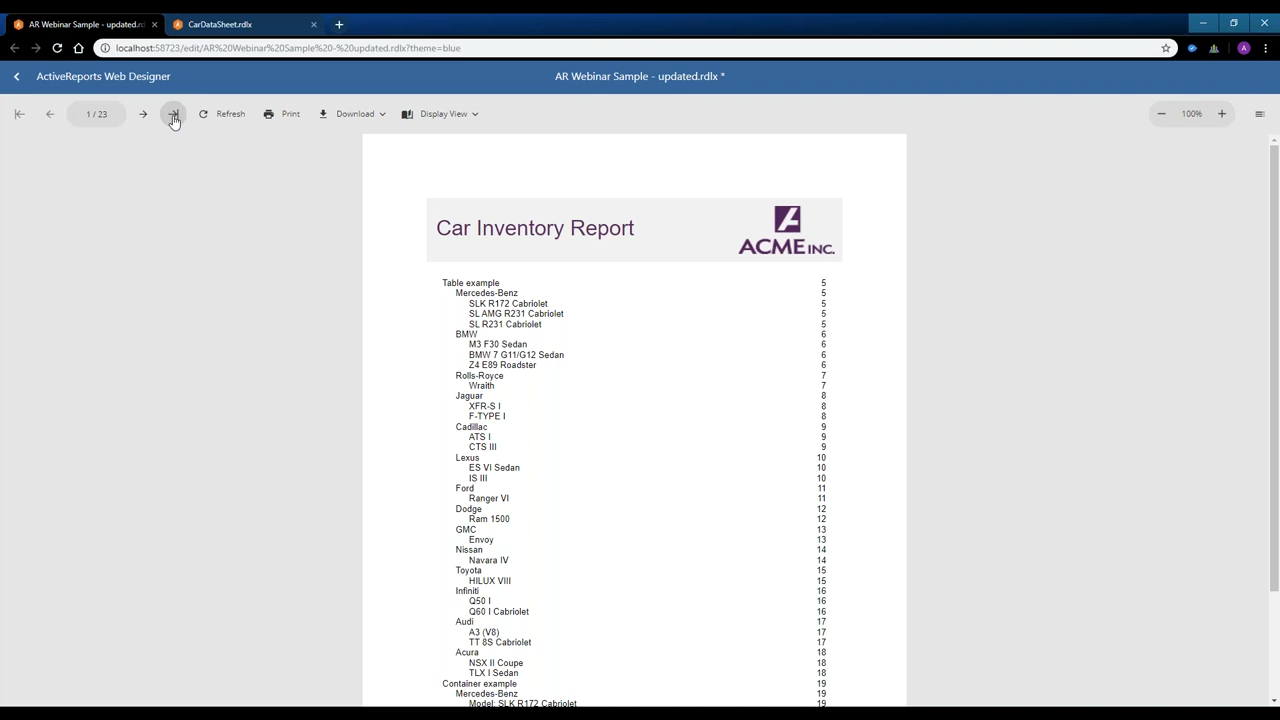 AR Webinar Sample - updated.rd
CarDataSheet.rdlx
localhost:58723/edit/AR%20Webinar%20Sample%20-%20updated.rdlx?theme=blue
A
ActiveReports Web Designer
AR Webinar Sample - updated.rdlx *
1 / 23
Refresh
Print
Download
Display View
100%
Car Inventory Report
ACME INC.
Table example 5
Mercedes-Benz 5
SLK R172 Cabriolet 5
SL AMG R231 Cabriolet 5
SL R231 Cabriolet 5
BMW 6
M3 F30 Sedan 6
BMW 7 G11/G12 Sedan 6
Z4 E89 Roadster 6
Rolls-Royce 7
Wraith 7
Jaguar 8
XFR-S I 8
F-TYPE I 8
Cadillac 9
ATS I 9
CTS III 9
Lexus 10
ES VI Sedan 10
IS III 10
Ford 11
Ranger VI 11
Dodge 12
Ram 1500 12
GMC 13
Envoy 13
Nissan 14
Navara IV 14
Toyota 15
HILUX VIII 15
Infiniti 16
Q50 I 16
Q60 I Cabriolet 16
Audi 17
A3 (V8) 17
TT 8S Cabriolet 17
Acura 18
NSX II Coupe 18
TLX I Sedan 18
Container example 19
Mercedes-Benz 19
Model: SLK R172 Cabriolet 19